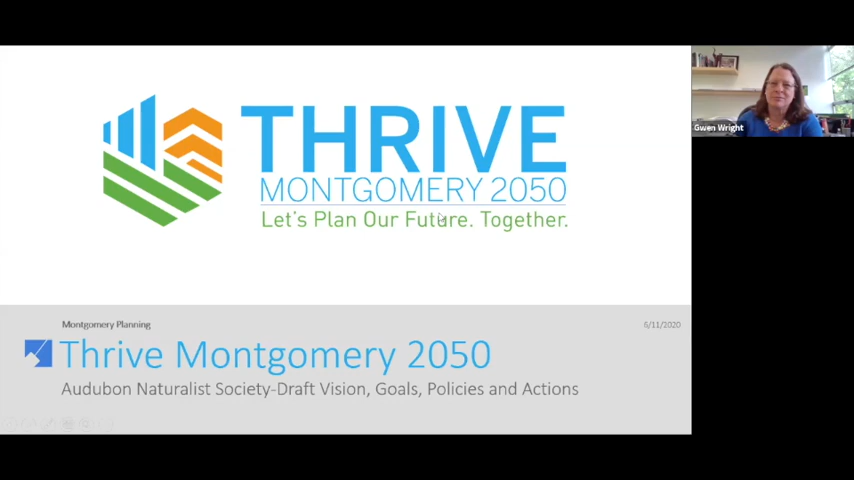 THRIVE
MONTGOMERY 2050
Let's Plan Our Future. Together.
Gwen Wright
Montgomery Planning
6/11/2020
Thrive Montgomery 2050
Audubon Naturalist Society-Draft Vision, Goals, Policies and Actions